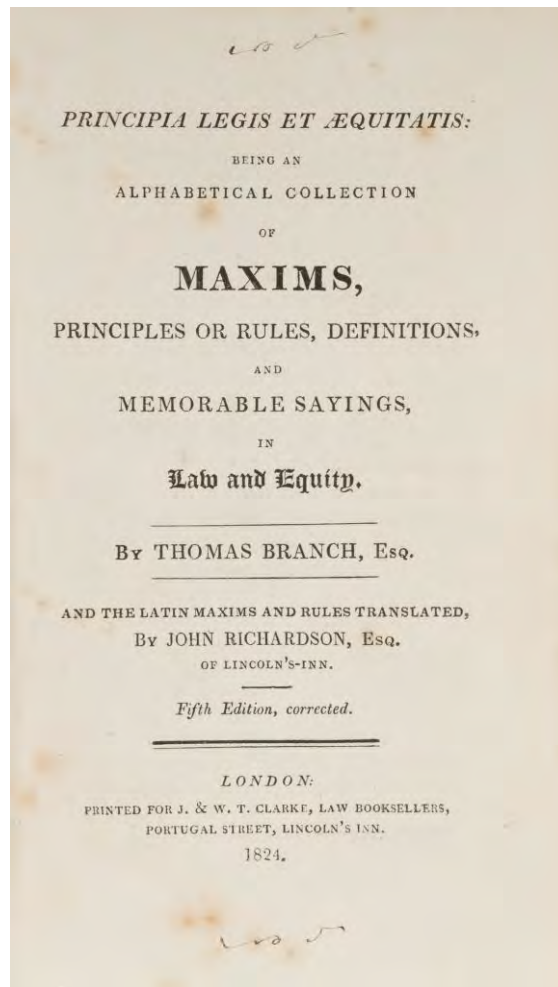 PRINCIPIA LEGIS ET ÆQUITATIS:
BEING AN
ALPHABETICAL COLLECTION
OF
MAXIMS,
PRINCIPLES OR RULES, DEFINITIONS,
AND
MEMORABLE SAYINGS,
IN
Law and Equity.
BY THOMAS BRANCH, ESQ.
AND THE LATIN MAXIMS AND RULES TRANSLATED,
BY JOHN RICHARDSON, ESQ.
OF LINCOLN'S-INN.
Fifth Edition, corrected.
LONDON:
PRINTED FOR J. & W. T. CLARKE, LAW BOOKSELLERS,
PORTUGAL STREET, LINCOLN'S INN.
1824.